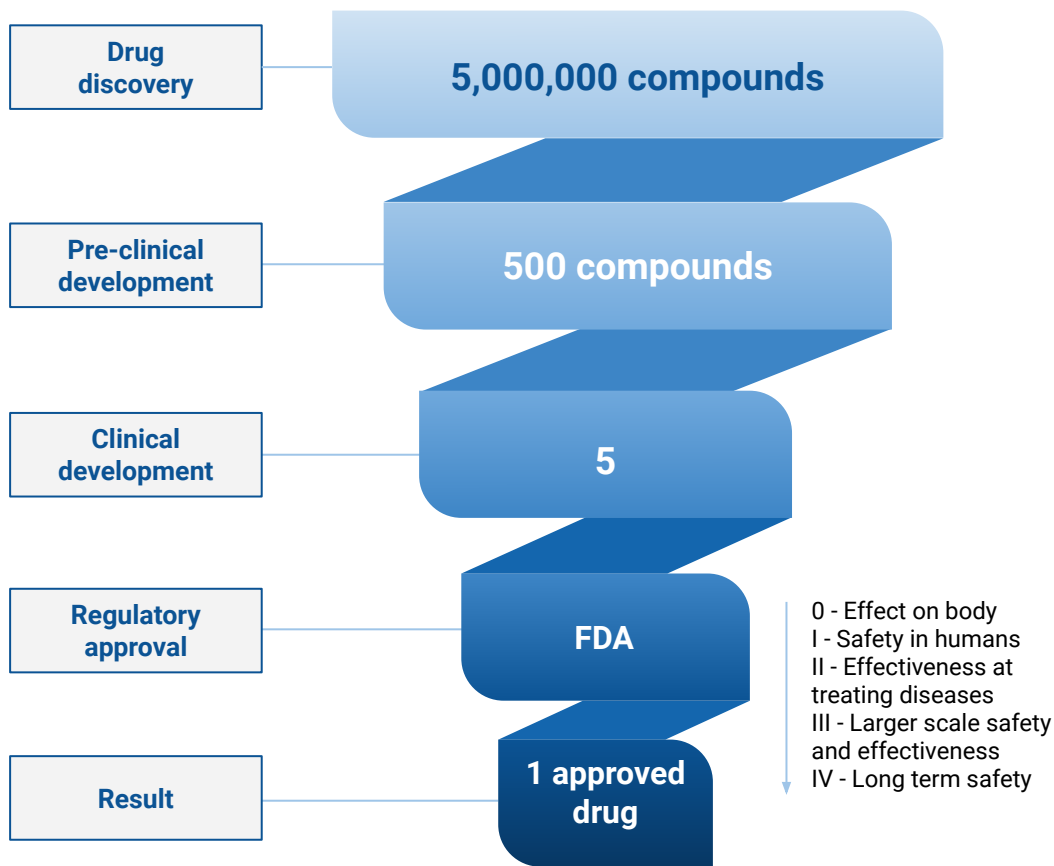 Drug
discovery
5,000,000 compounds
Pre-clinical
development
500 compounds
Clinical
development
5
Regulatory
approval
FDA
0 - Effect on body
I - Safety in humans
II - Effectiveness at
treating diseases
III - Larger scale safety
and effectiveness
IV - Long term safety
Result
1 approved
drug